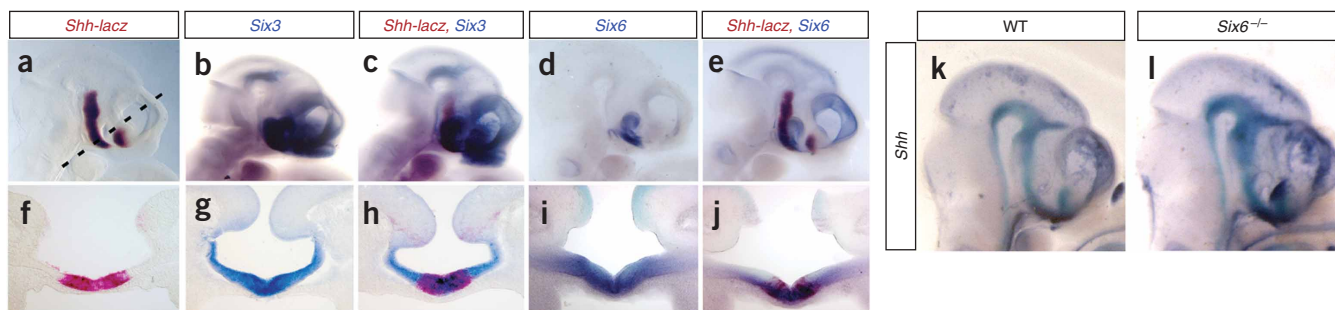 Shh-lacz
Six3
Shh-lacz, Six3
Six6
Shh-lacz, Six6
WT
Six6⁻/⁻
a
b
c
d
e
f
g
h
i
j
Shh
k
l